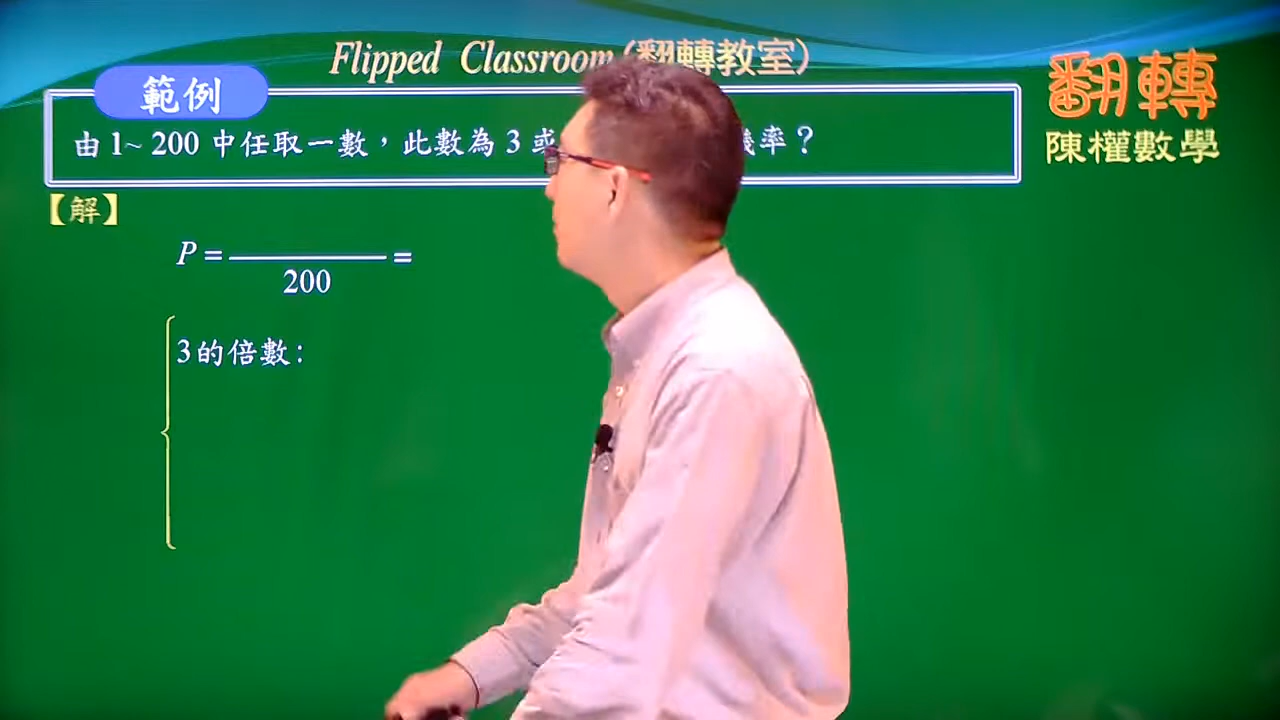 Flipped Classroom (翻轉教室)
翻轉
陳權數學
範例
由 1~ 200 中任取一數，此數為 3 或 率？
【解】
P = ――― =
200
3的倍數: